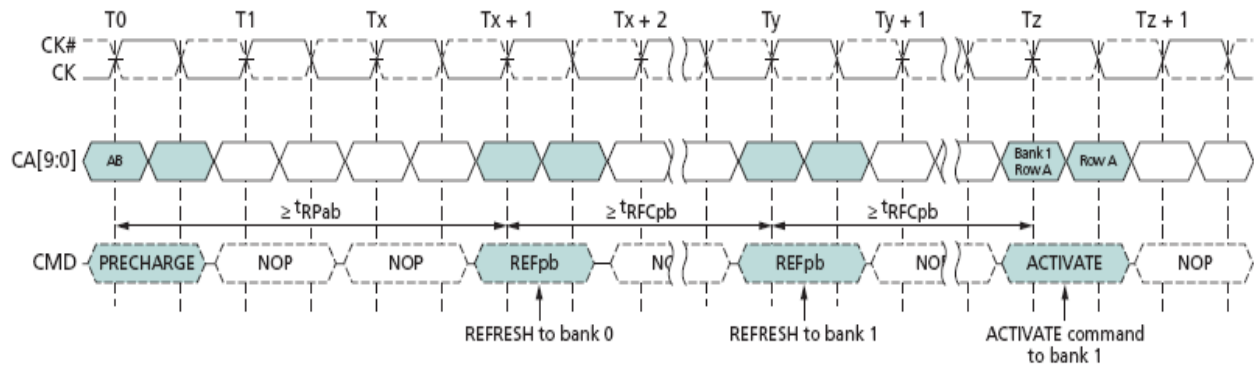 T0 T1 Tx Tx + 1 Tx + 2 Ty Ty + 1 Tz Tz + 1
CK#
CK
CA[9:0] AB Bank 1 Row A Row A
≥ tRPab ≥ tRFCpb ≥ tRFCpb
CMD PRECHARGE NOP NOP REFpb REFpb ACTIVATE NOP
REFRESH to bank 0 REFRESH to bank 1 ACTIVATE command
to bank 1